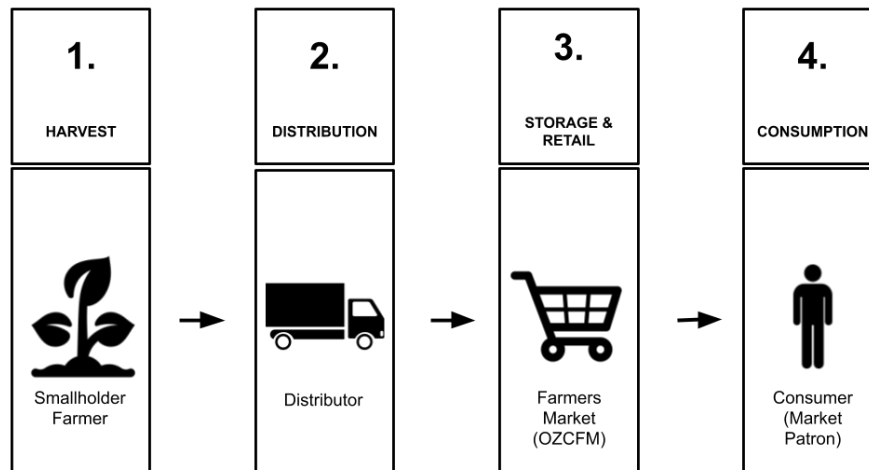 1.
HARVEST
2.
DISTRIBUTION
3.
STORAGE &
RETAIL
4.
CONSUMPTION
Smallholder
Farmer
Distributor
Farmers
Market
(OZCFM)
Consumer
(Market
Patron)